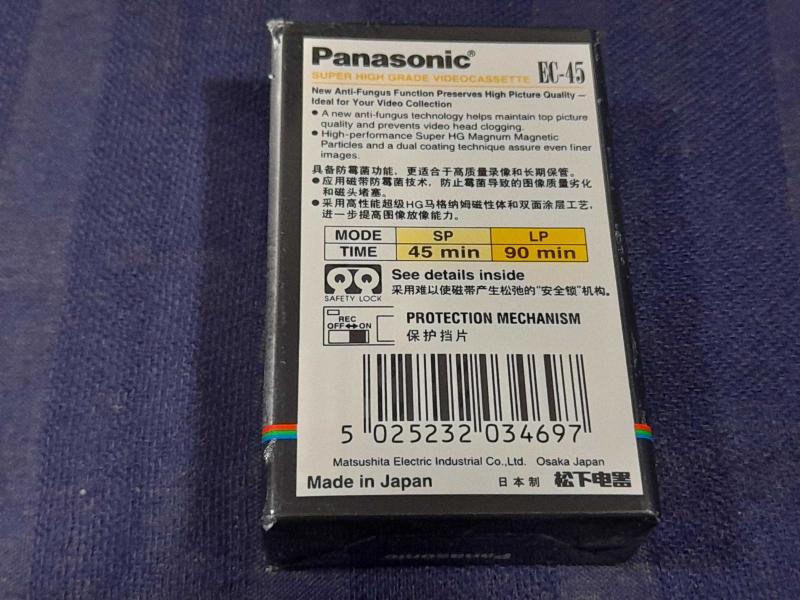 Panasonic®
SUPER HIGH GRADE VIDEOCASSETTE EC-45
New Anti-Fungus Function Preserves High Picture Quality —
Ideal for Your Video Collection
● A new anti-fungus technology helps maintain top picture
quality and prevents video head clogging.
● High-performance Super HG Magnum Magnetic
Particles and a dual coating technique assure even finer
images.
具备防霉菌功能，更适合于高质量录像和长期保管。
● 应用磁带防霉菌技术，防止霉菌导致的图像质量劣化
和磁头堵塞。
● 采用高性能超级HG马格纳姆磁性体和双面涂层工艺，
进一步提高图像放像能力。
MODE SP LP
TIME 45 min 90 min
See details inside
采用难以使磁带产生松弛的“安全锁”机构。
SAFETY LOCK
REC
OFF↔ON
PROTECTION MECHANISM
保护挡片
5 025232 034697
Matsushita Electric Industrial Co.,Ltd. Osaka Japan
Made in Japan 日本制 松下电器
Panasonic